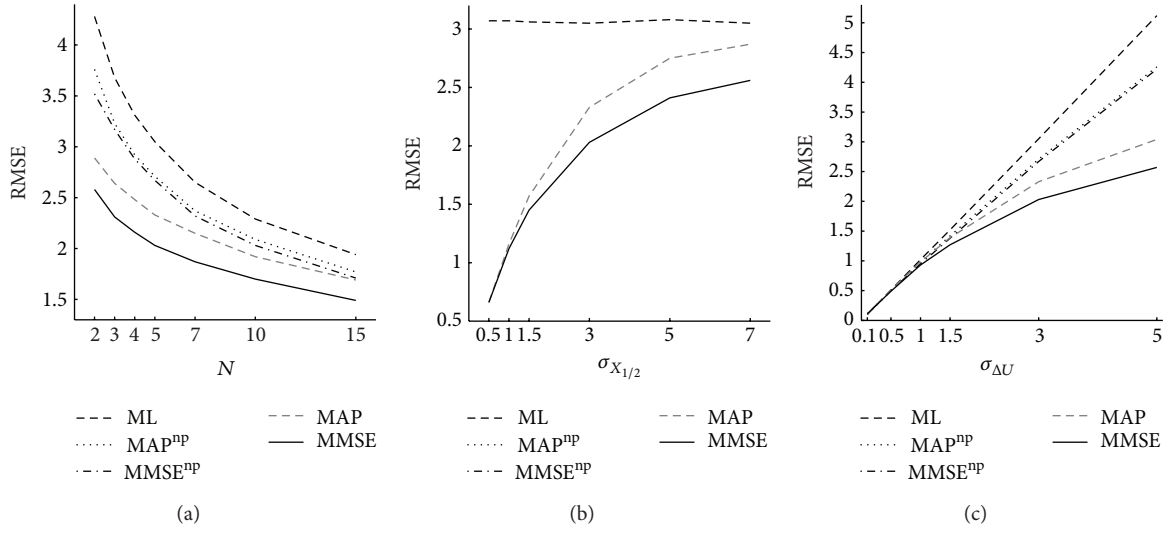 4
3.5
3
2.5
2
1.5
RMSE
2 3 4 5 7 10 15
N
ML
MAP^np
MMSE^np
MAP
MMSE
(a)
3
2.5
2
1.5
1
0.5
RMSE
0.5 1 1.5 3 5 7
σ_{X_{1/2}}
ML
MAP^np
MMSE^np
MAP
MMSE
(b)
5
4.5
4
3.5
3
2.5
2
1.5
1
0.5
0
RMSE
0.1 0.5 1 1.5 3 5
σ_{ΔU}
ML
MAP^np
MMSE^np
MAP
MMSE
(c)